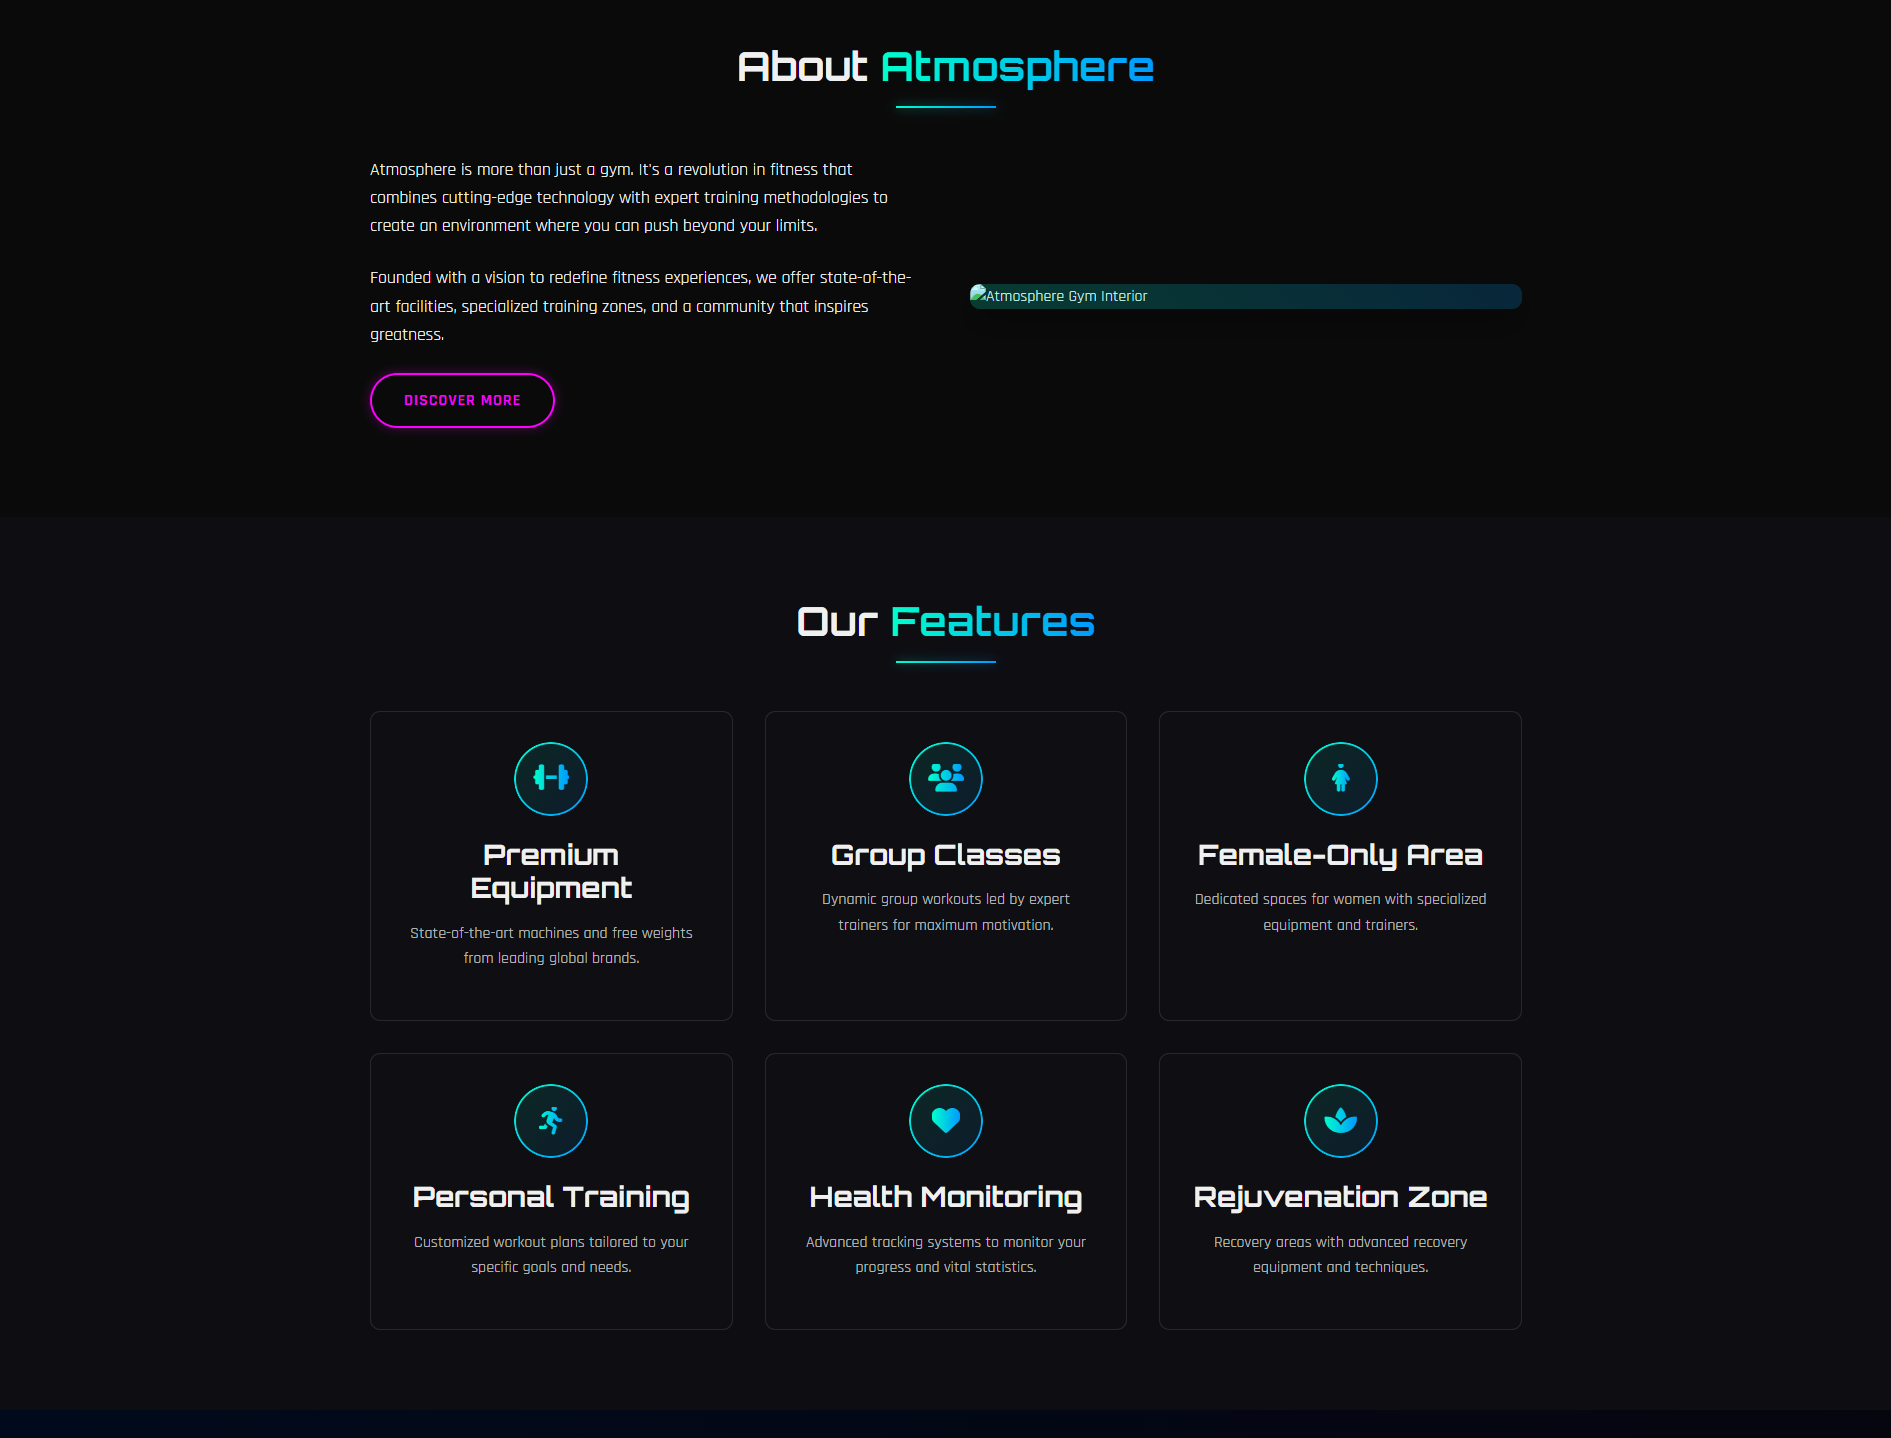 About Atmosphere
Atmosphere is more than just a gym. It's a revolution in fitness that
combines cutting-edge technology with expert training methodologies to
create an environment where you can push beyond your limits.
Founded with a vision to redefine fitness experiences, we offer state-of-the-
art facilities, specialized training zones, and a community that inspires
greatness.
DISCOVER MORE
Atmosphere Gym Interior
Our Features
Premium
Equipment
State-of-the-art machines and free weights
from leading global brands.
Group Classes
Dynamic group workouts led by expert
trainers for maximum motivation.
Female-Only Area
Dedicated spaces for women with specialized
equipment and trainers.
Personal Training
Customized workout plans tailored to your
specific goals and needs.
Health Monitoring
Advanced tracking systems to monitor your
progress and vital statistics.
Rejuvenation Zone
Recovery areas with advanced recovery
equipment and techniques.